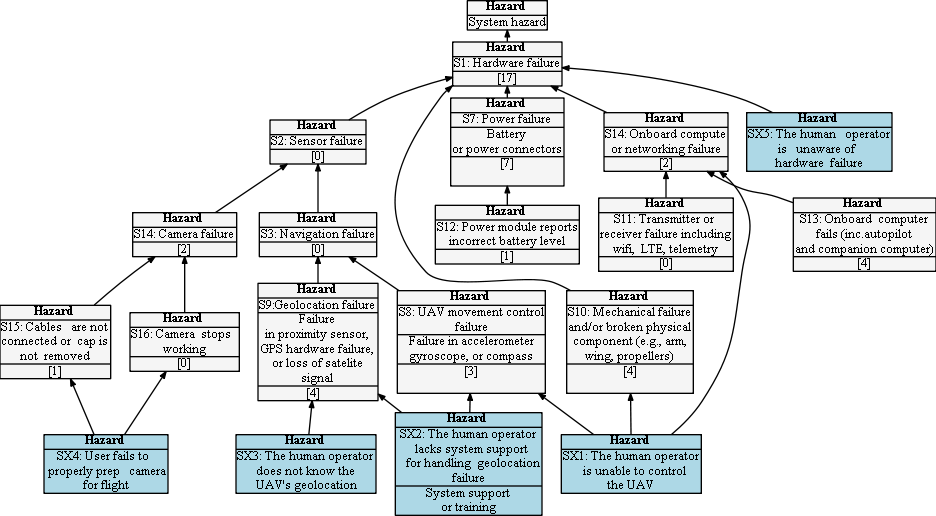 Hazard
System hazard
Hazard
S1: Hardware failure
[17]
Hazard
S2: Sensor failure
[0]
Hazard
S7: Power failure
Battery
or power connectors
[7]
Hazard
S14: Onboard compute
or networking failure
[2]
Hazard
SX5: The human operator
is unaware of
hardware failure
Hazard
S14: Camera failure
[2]
Hazard
S3: Navigation failure
[0]
Hazard
S12: Power module reports
incorrect battery level
[1]
Hazard
S11: Transmitter or
receiver failure including
wifi, LTE, telemetry
[0]
Hazard
S13: Onboard computer
fails (inc.autopilot
and companion computer)
[4]
Hazard
S15: Cables are not
connected or cap is
not removed
[1]
Hazard
S16: Camera stops
working
[0]
Hazard
S9:Geolocation failure
Failure
in proximity sensor,
GPS hardware failure,
or loss of satelite
signal
[4]
Hazard
S8: UAV movement control
failure
Failure in accelerometer
gyroscope, or compass
[3]
Hazard
S10: Mechanical failure
and/or broken physical
component (e.g., arm,
wing, propellers)
[4]
Hazard
SX4: User fails to
properly prep camera
for flight
Hazard
SX3: The human operator
does not know the
UAV's geolocation
Hazard
SX2: The human operator
lacks system support
for handling geolocation
failure
System support
or training
Hazard
SX1: The human operator
is unable to control
the UAV